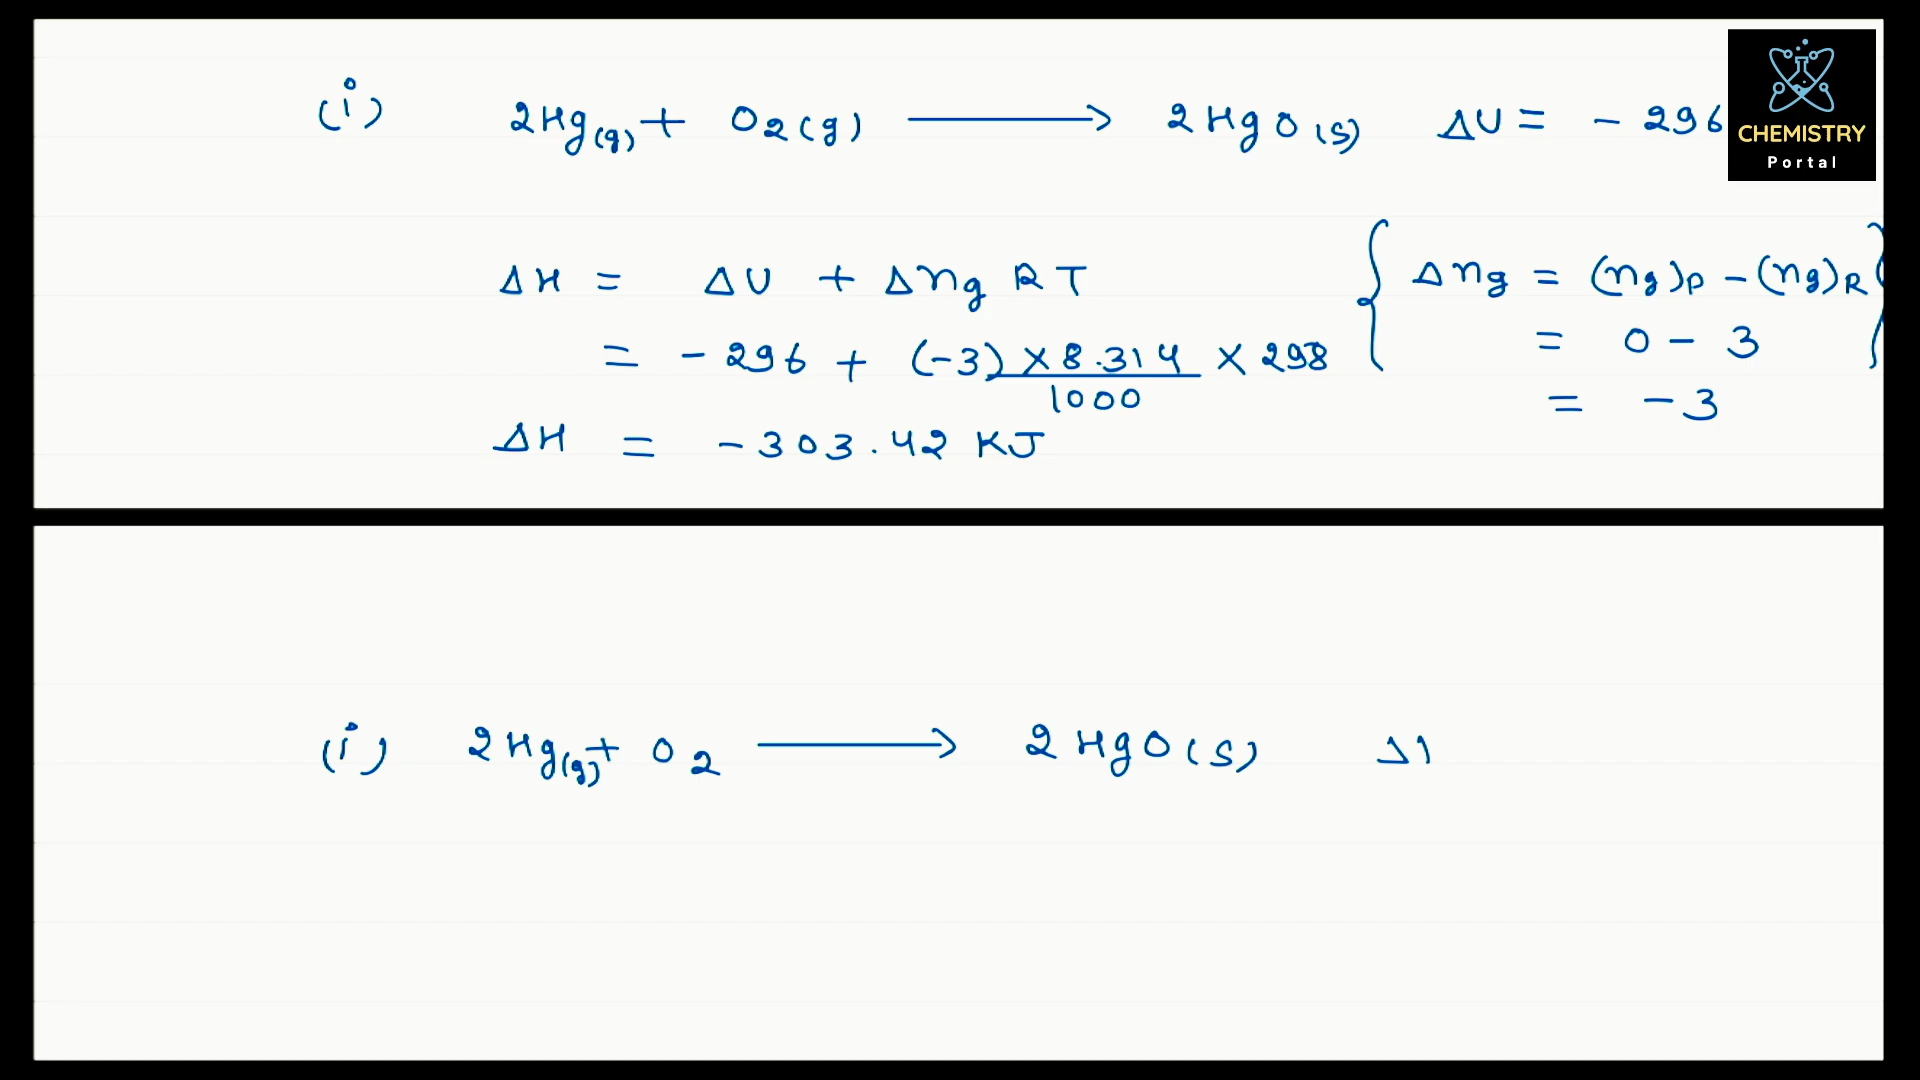 (i) 2Hg(g) + O2(g) ⟶ 2HgO(s) ΔU = - 296
CHEMISTRY
Portal
ΔH = ΔU + Δng RT
= - 296 + (-3) × 8.314 / 1000 × 298
ΔH = - 303.42 KJ
{ Δng = (ng)P - (ng)R }
= 0 - 3
= - 3
(i) 2Hg(g) + O2 ⟶ 2HgO(s) Δ